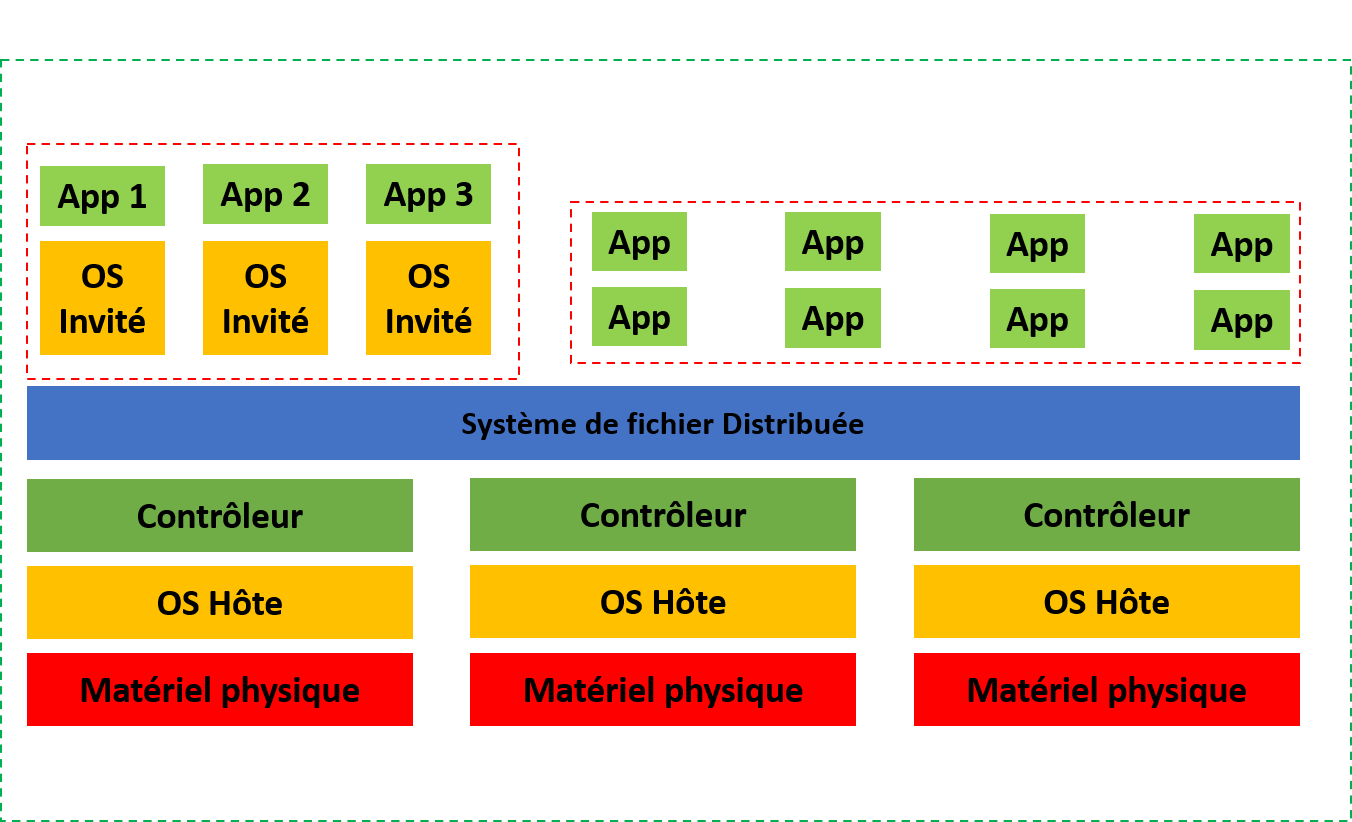 App 1
App 2
App 3
OS
Invité
OS
Invité
OS
Invité
App
App
App
App
App
App
App
App
Système de fichier Distribuée
Contrôleur
Contrôleur
Contrôleur
OS Hôte
OS Hôte
OS Hôte
Matériel physique
Matériel physique
Matériel physique